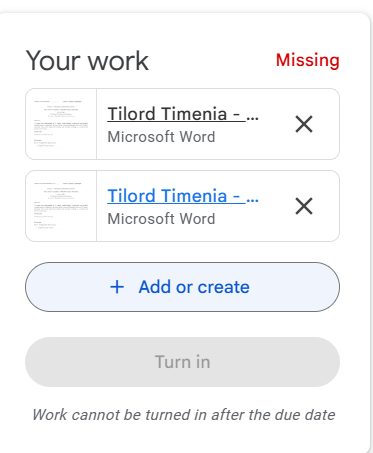 Your work
Missing
Tilord Timenia - ...
Microsoft Word
Tilord Timenia - ...
Microsoft Word
+ Add or create
Turn in
Work cannot be turned in after the due date